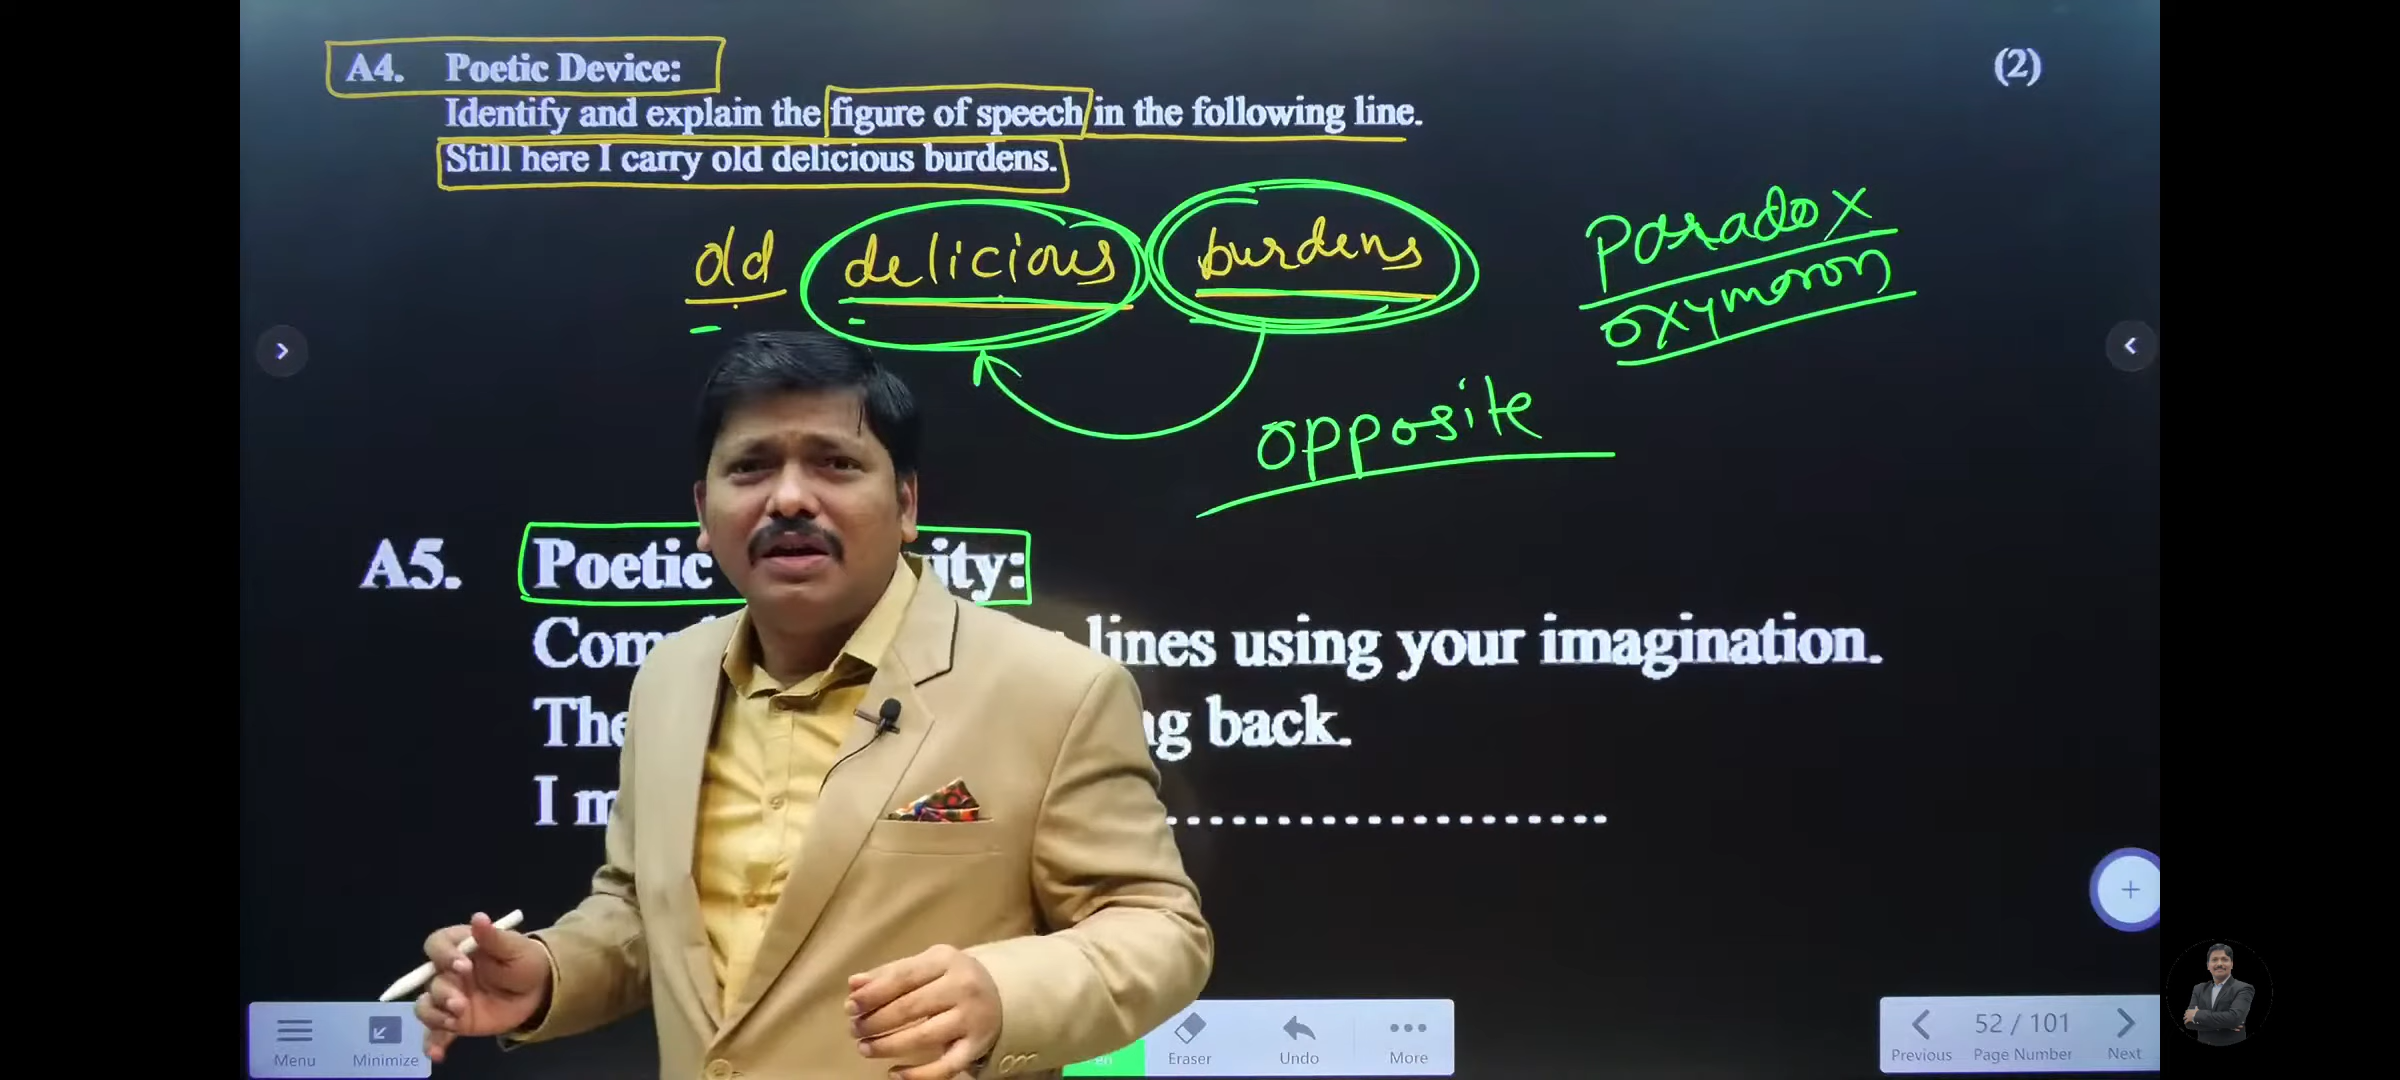 A4. Poetic Device: (2)
Identify and explain the figure of speech in the following line.
Still here I carry old delicious burdens.
old delicious burdens
Paradox
oxymoron
opposite
A5. Poetic ity:
Com lines using your imagination.
The g back.
I m ..............................
Menu
Minimize
en
Eraser
Undo
More
Previous
52 / 101
Page Number
Next